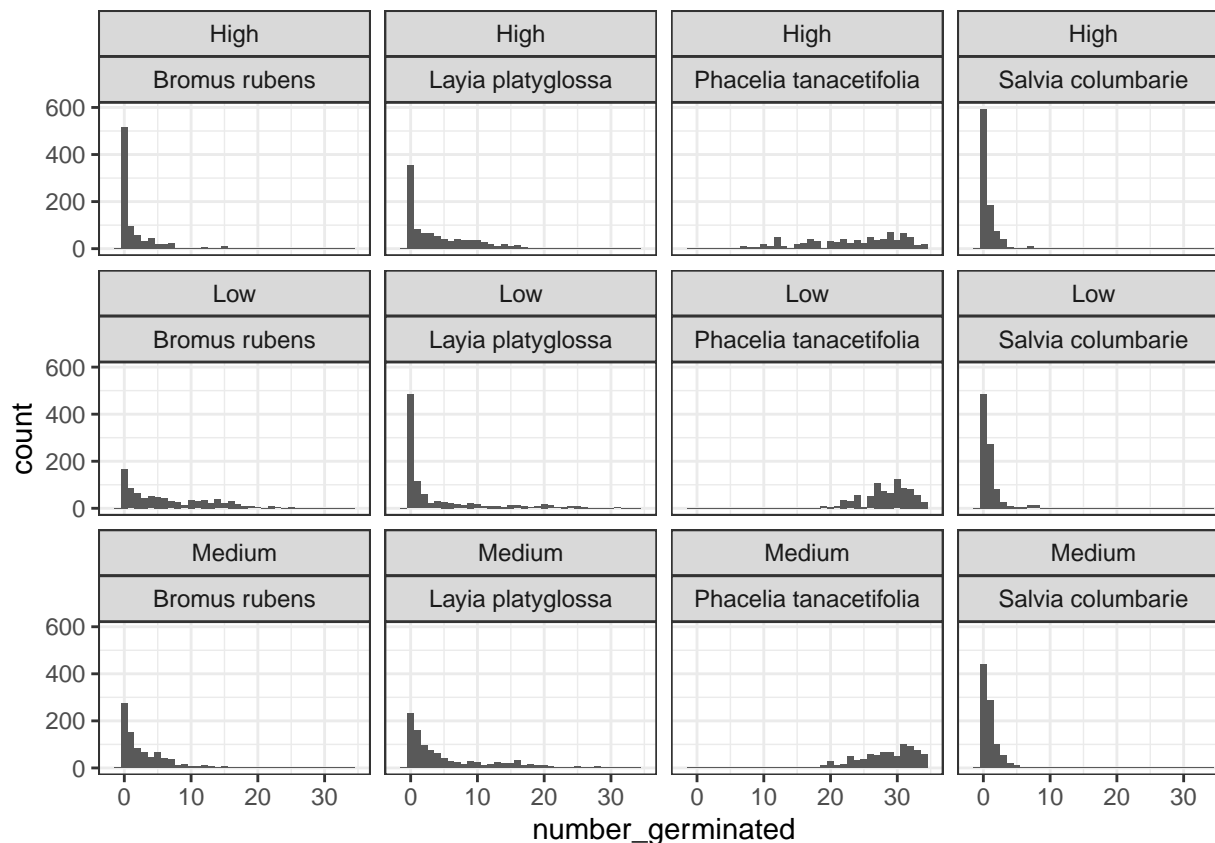 High High High High
Bromus rubens Layia platyglossa Phacelia tanacetifolia Salvia columbarie
600
400
200
0
Low Low Low Low
Bromus rubens Layia platyglossa Phacelia tanacetifolia Salvia columbarie
600
400
200
0
count
Medium Medium Medium Medium
Bromus rubens Layia platyglossa Phacelia tanacetifolia Salvia columbarie
600
400
200
0
0 10 20 30 0 10 20 30 0 10 20 30 0 10 20 30
number_germinated